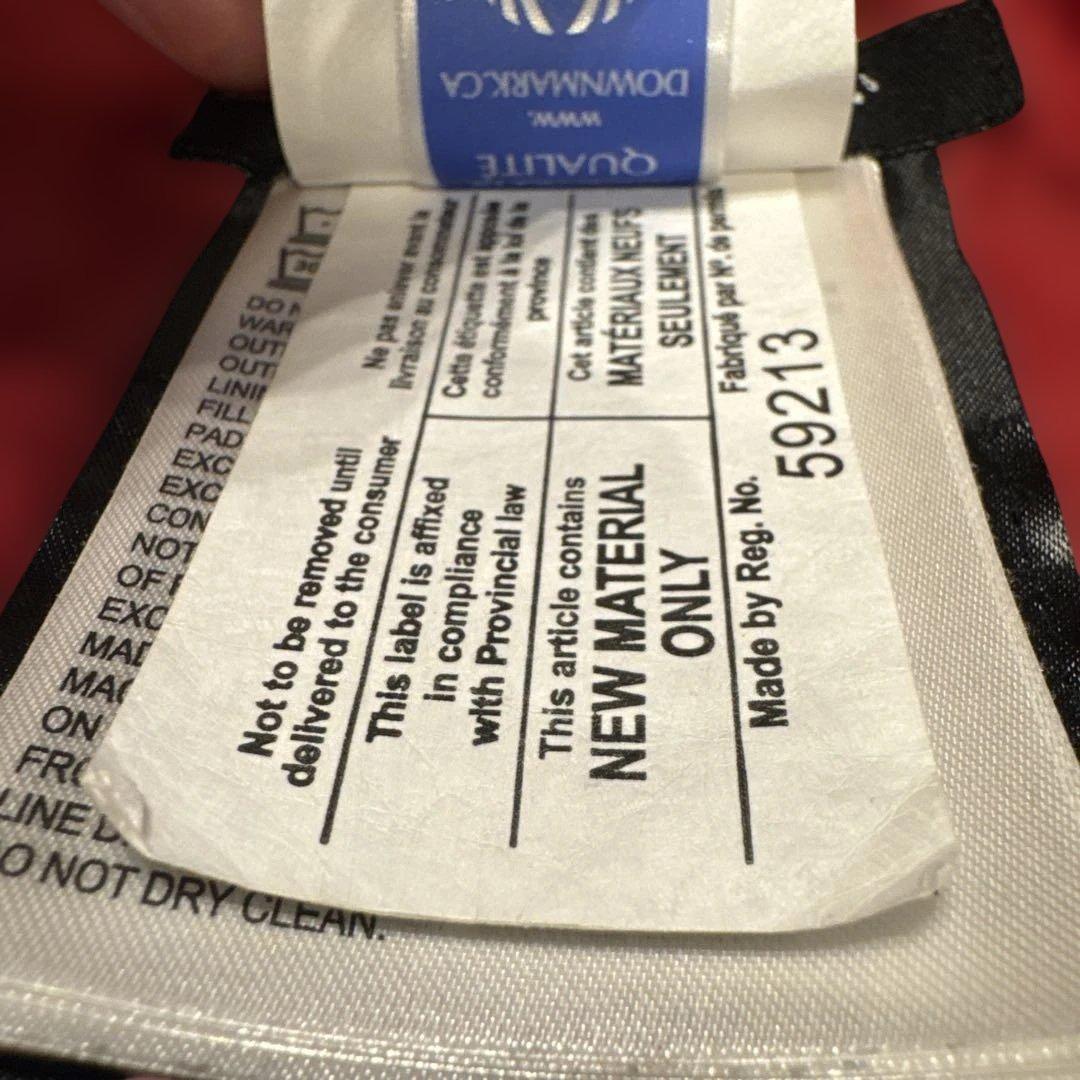 QUALITÉ
WWW.
DOWNMARK.CA
Not to be removed until
delivered to the consumer
Ne pas enlever avant la
livraison au consommateur
This label is affixed
in compliance
with Provincial law
Cette étiquette est apposée
conformément à la loi de la
province
This article contains
NEW MATERIAL
ONLY
Cet article contient des
MATÉRIAUX NEUFS
SEULEMENT
Made by Reg. No.
Fabriqué par Nº. de permis
59213
DO
WAR
OUT
OUT
LININ
FILL
PAD
EXC
EXC
CON
NOT
OF
EXC
MAD
MAC
ON
FRO
LINE D
O NOT DRY CLEAN.